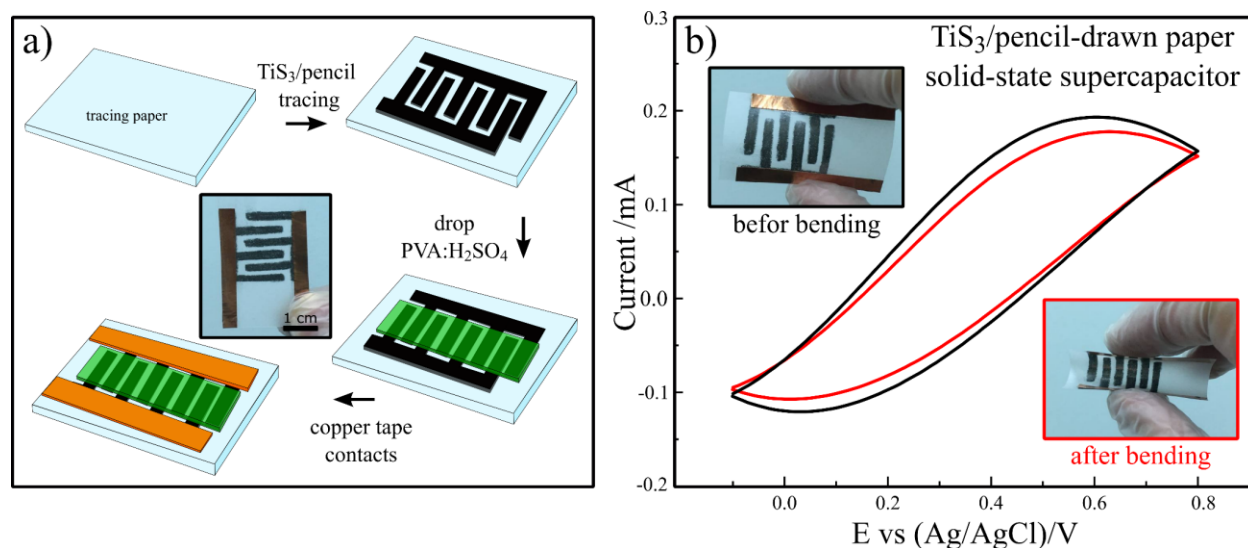 a)
tracing paper
TiS₃/pencil
tracing
drop
PVA:H₂SO₄
1 cm
copper tape
contacts
b)
TiS₃/pencil-drawn paper
solid-state supercapacitor
befor bending
after bending
Current /mA
0.3
0.2
0.1
0.0
-0.1
-0.2
0.0 0.2 0.4 0.6 0.8
E vs (Ag/AgCl)/V